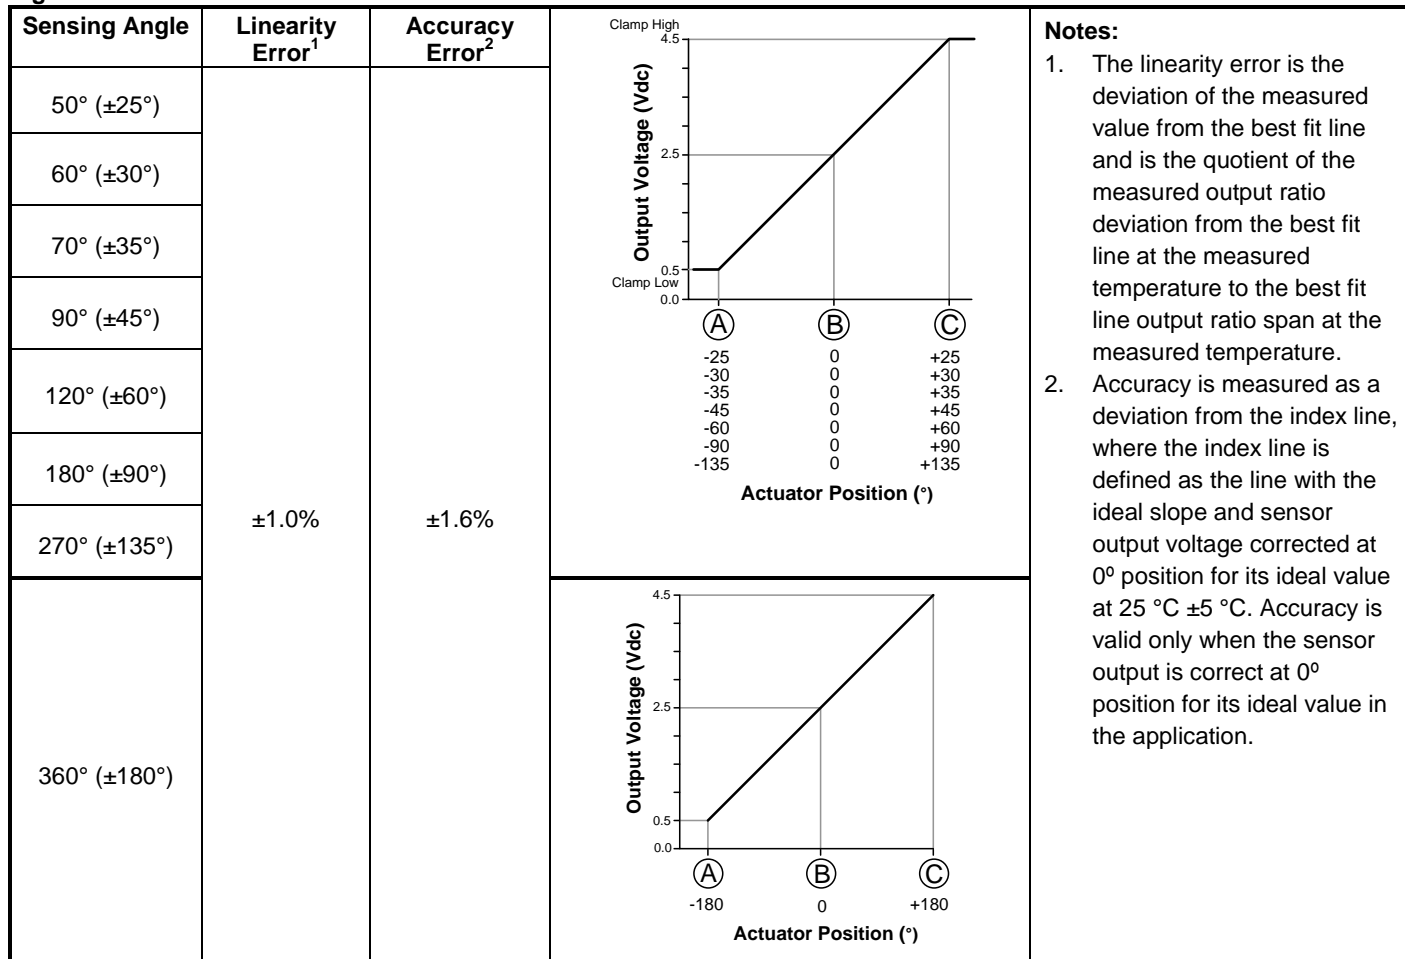 Sensing Angle
Linearity
Error1
Accuracy
Error2
50° (±25°)
60° (±30°)
70° (±35°)
90° (±45°)
120° (±60°)
180° (±90°)
270° (±135°)
360° (±180°)
±1.0%
±1.6%
Clamp High
4.5
2.5
0.5
Clamp Low
0.0
Output Voltage (Vdc)
A B C
-25 0 +25
-30 0 +30
-35 0 +35
-45 0 +45
-60 0 +60
-90 0 +90
-135 0 +135
Actuator Position (°)
4.5
2.5
0.5
0.0
Output Voltage (Vdc)
A B C
-180 0 +180
Actuator Position (°)
Notes:
1. The linearity error is the
deviation of the measured
value from the best fit line
and is the quotient of the
measured output ratio
deviation from the best fit
line at the measured
temperature to the best fit
line output ratio span at the
measured temperature.
2. Accuracy is measured as a
deviation from the index line,
where the index line is
defined as the line with the
ideal slope and sensor
output voltage corrected at
0º position for its ideal value
at 25 °C ±5 °C. Accuracy is
valid only when the sensor
output is correct at 0º
position for its ideal value in
the application.